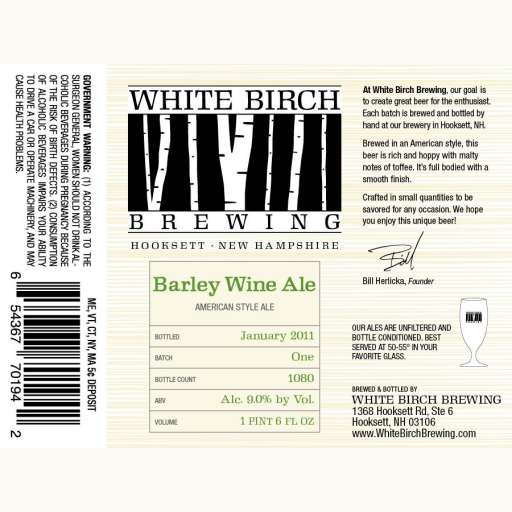 GOVERNMENT WARNING: (1) ACCORDING TO THE
SURGEON GENERAL, WOMEN SHOULD NOT DRINK AL-
COHOLIC BEVERAGES DURING PREGNANCY BECAUSE
OF THE RISK OF BIRTH DEFECTS. (2) CONSUMPTION
OF ALCOHOLIC BEVERAGES IMPAIRS YOUR ABILITY
TO DRIVE A CAR OR OPERATE MACHINERY, AND MAY
CAUSE HEALTH PROBLEMS.
ME, VT, CT, NY, MA 5¢ DEPOSIT
6 54367 70194 2
WHITE BIRCH
BREWING
HOOKSETT · NEW HAMPSHIRE
Barley Wine Ale
AMERICAN STYLE ALE
BOTTLED January 2011
BATCH One
BOTTLE COUNT 1080
ABV Alc. 9.0% by Vol.
VOLUME 1 PINT 6 FL OZ
At White Birch Brewing, our goal is
to create great beer for the enthusiast.
Each batch is brewed and bottled by
hand at our brewery in Hooksett, NH.
Brewed in an American style, this
beer is rich and hoppy with malty
notes of toffee. It's full bodied with a
smooth finish.
Crafted in small quantities to be
savored for any occasion. We hope
you enjoy this unique beer!
Bill
Bill Herlicka, Founder
OUR ALES ARE UNFILTERED AND
BOTTLE CONDITIONED. BEST
SERVED AT 50-55° IN YOUR
FAVORITE GLASS.
BREWED & BOTTLED BY
WHITE BIRCH BREWING
1368 Hooksett Rd, Ste 6
Hooksett, NH 03106
www.WhiteBirchBrewing.com